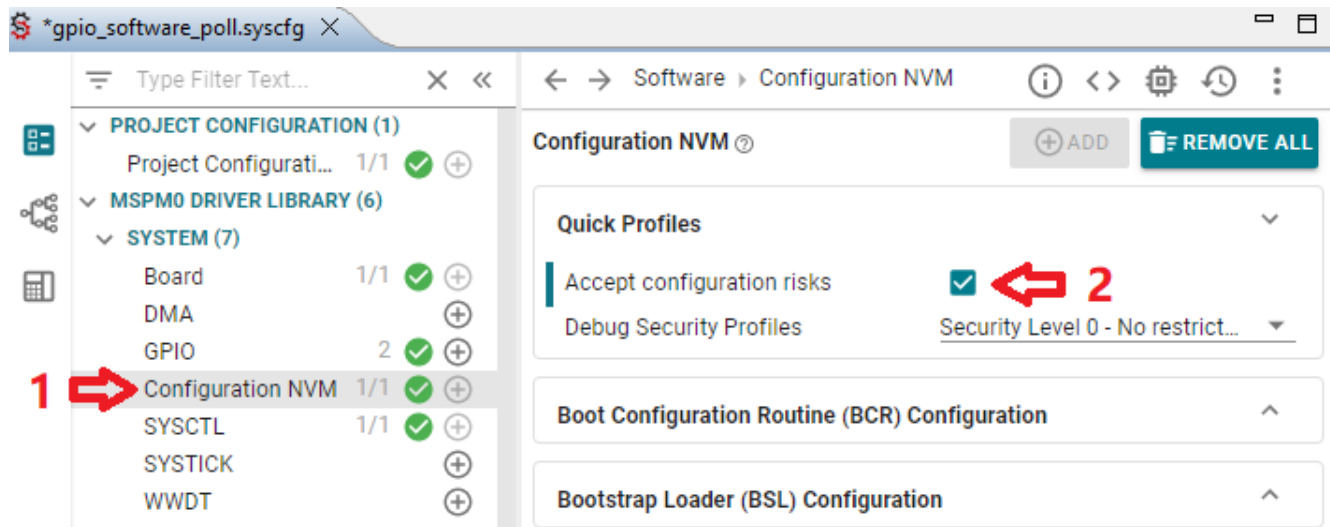 *gpio_software_poll.syscfg
Type Filter Text...
PROJECT CONFIGURATION (1)
Project Configurati... 1/1
MSPM0 DRIVER LIBRARY (6)
SYSTEM (7)
Board 1/1
DMA
GPIO 2
1 Configuration NVM 1/1
SYSCTL 1/1
SYSTICK
WWDT
Software Configuration NVM
Configuration NVM ADD REMOVE ALL
Quick Profiles
Accept configuration risks 2
Debug Security Profiles Security Level 0 - No restrict...
Boot Configuration Routine (BCR) Configuration
Bootstrap Loader (BSL) Configuration